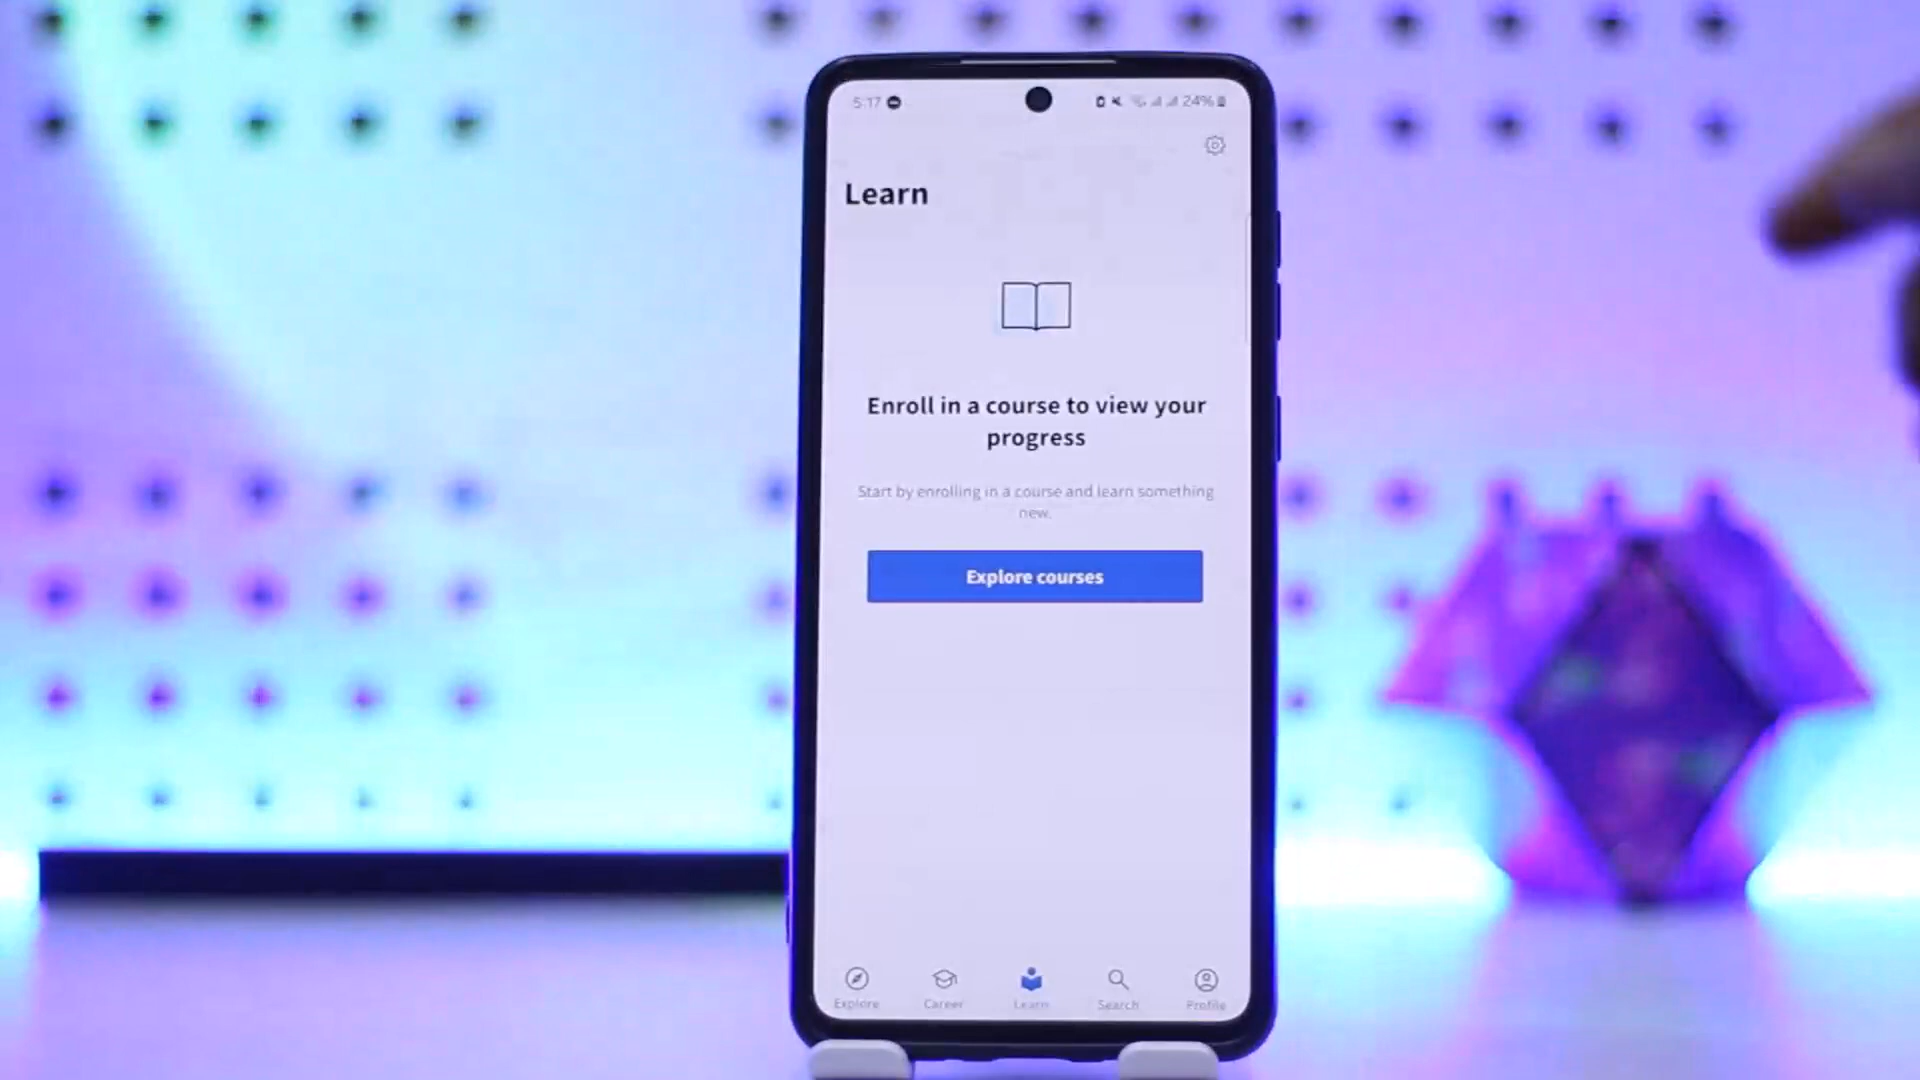 5:17 24%
Learn
Enroll in a course to view your
progress
Start by enrolling in a course and learn something
new.
Explore courses
Explore Career Learn Search Profile